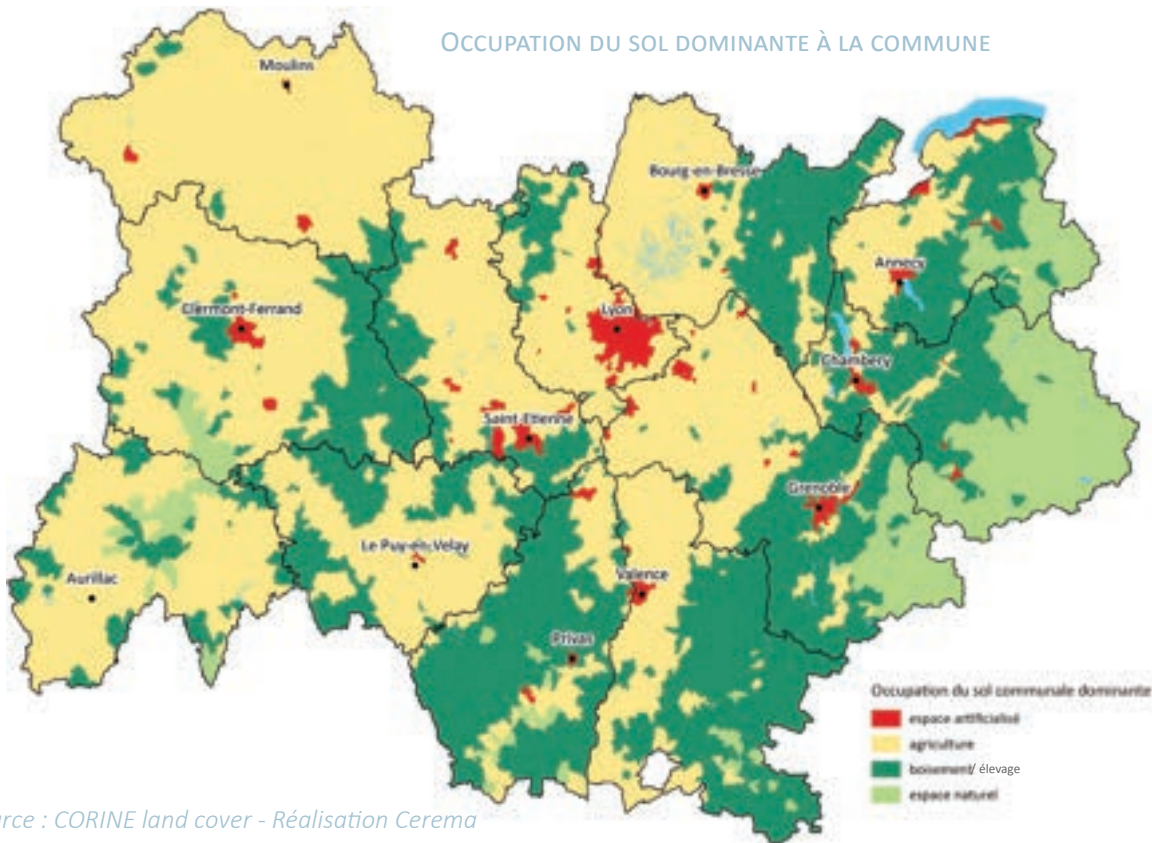 OCCUPATION DU SOL DOMINANTE À LA COMMUNE
Moulins
Bourg-en-Bresse
Annecy
Clermont-Ferrand
Lyon
Chambéry
Saint-Etienne
Grenoble
Le Puy-en-Velay
Aurillac
Valence
Privas
Occupation du sol communale dominante
espace artificialisé
agriculture
boisement/ élevage
espace naturel
rce : CORINE land cover - Réalisation Cerema